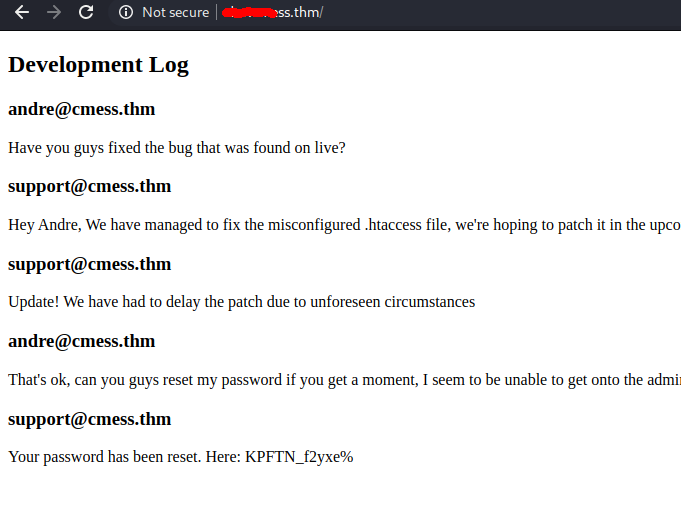 Not secure ss.thm/
Development Log
andre@cmess.thm
Have you guys fixed the bug that was found on live?
support@cmess.thm
Hey Andre, We have managed to fix the misconfigured .htaccess file, we're hoping to patch it in the upco
support@cmess.thm
Update! We have had to delay the patch due to unforeseen circumstances
andre@cmess.thm
That's ok, can you guys reset my password if you get a moment, I seem to be unable to get onto the admi
support@cmess.thm
Your password has been reset. Here: KPFTN_f2yxe%